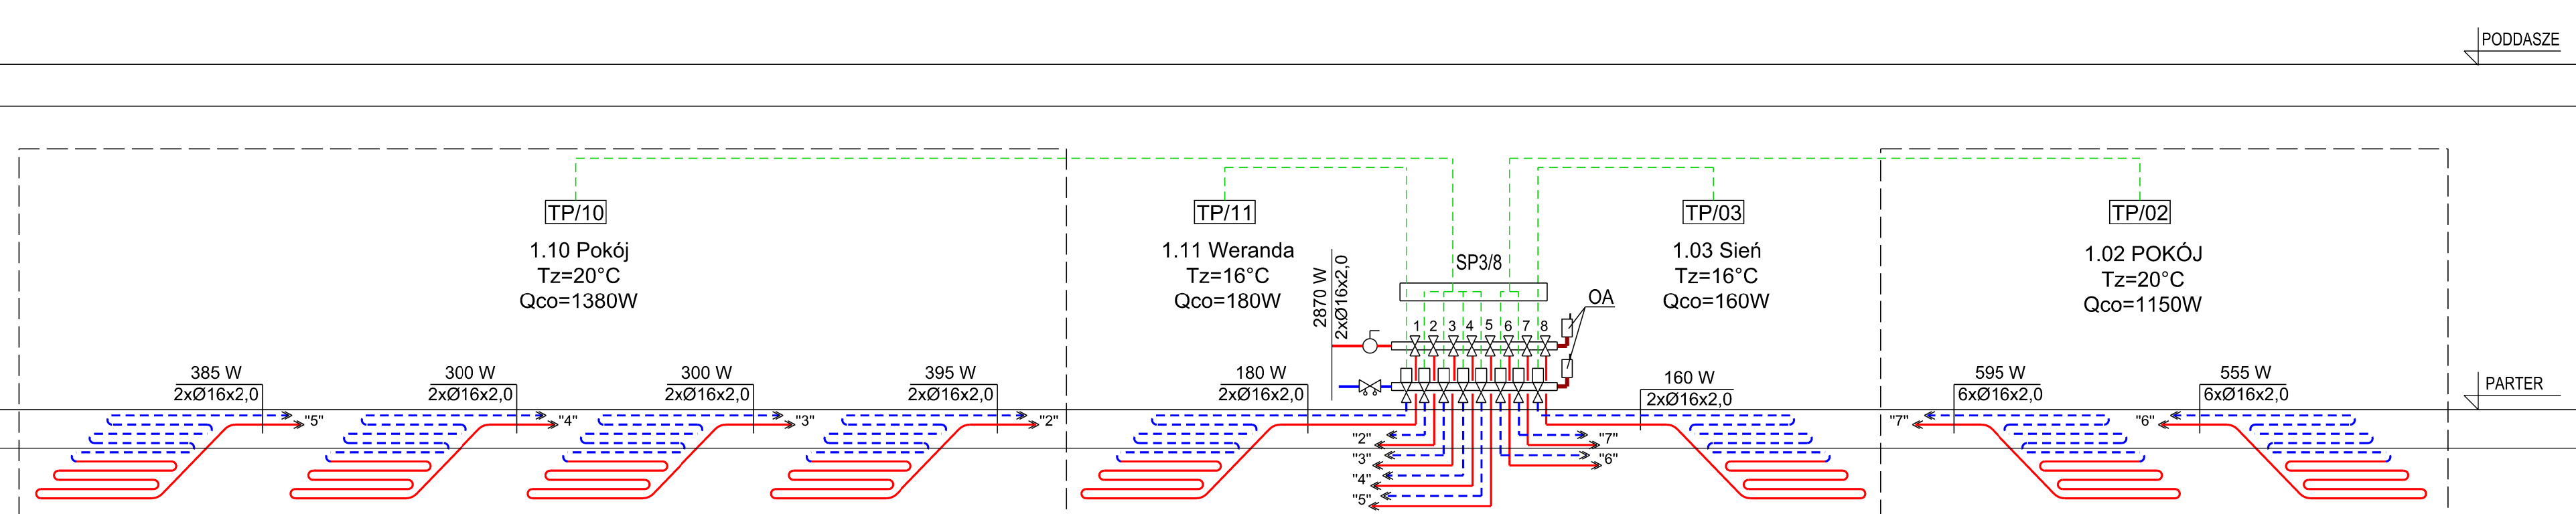 PODDASZE
TP/10
1.10 Pokój
Tz=20°C
Qco=1380W
TP/11
1.11 Weranda
Tz=16°C
Qco=180W
2870 W
2xØ16x2,0
SP3/8
OA
1 2 3 4 5 6 7 8
TP/03
1.03 Sień
Tz=16°C
Qco=160W
TP/02
1.02 POKÓJ
Tz=20°C
Qco=1150W
385 W
2xØ16x2,0
"5"
300 W
2xØ16x2,0
"4"
300 W
2xØ16x2,0
"3"
395 W
2xØ16x2,0
"2"
180 W
2xØ16x2,0
"2"
"3"
"4"
"5"
"7"
"6"
160 W
2xØ16x2,0
595 W
6xØ16x2,0
"7"
555 W
6xØ16x2,0
"6"
PARTER